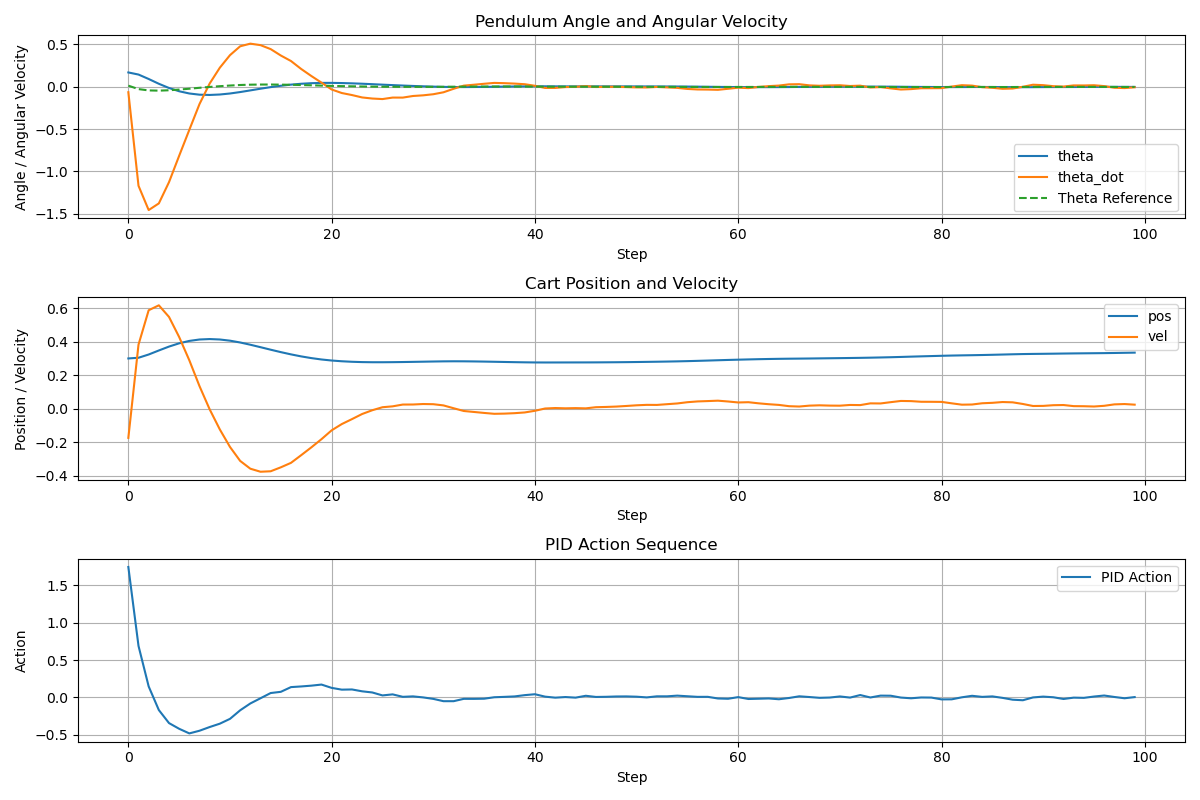 Pendulum Angle and Angular Velocity
Angle / Angular Velocity
0.5
0.0
−0.5
−1.0
−1.5
theta
theta_dot
Theta Reference
0 20 40 60 80 100
Step
Cart Position and Velocity
Position / Velocity
0.6
0.4
0.2
0.0
−0.2
−0.4
pos
vel
0 20 40 60 80 100
Step
PID Action Sequence
Action
1.5
1.0
0.5
0.0
−0.5
PID Action
0 20 40 60 80 100
Step